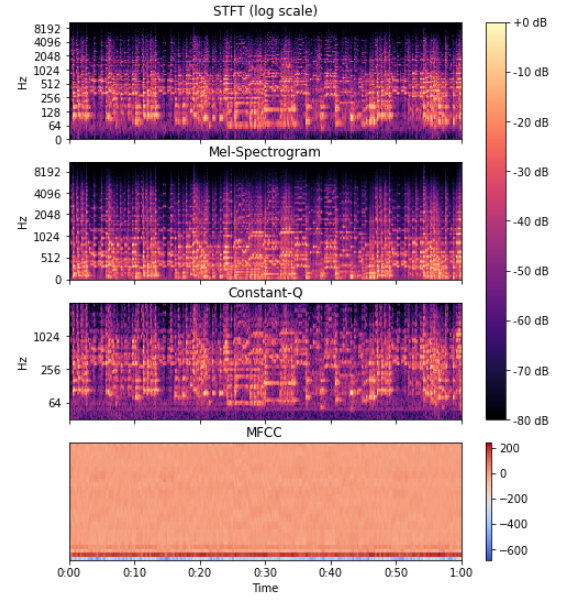 STFT (log scale)
8192
4096
2048
1024
512
256
128
64
0
Hz
Mel-Spectrogram
8192
4096
2048
1024
512
0
Hz
Constant-Q
1024
256
64
Hz
MFCC
0:00 0:10 0:20 0:30 0:40 0:50 1:00
Time
+0 dB
-10 dB
-20 dB
-30 dB
-40 dB
-50 dB
-60 dB
-70 dB
-80 dB
200
0
−200
−400
−600